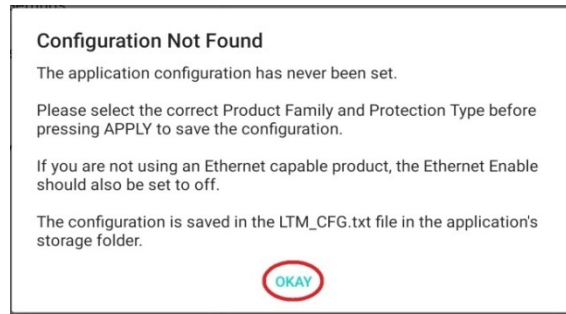 Configuration Not Found
The application configuration has never been set.
Please select the correct Product Family and Protection Type before
pressing APPLY to save the configuration.
If you are not using an Ethernet capable product, the Ethernet Enable
should also be set to off.
The configuration is saved in the LTM_CFG.txt file in the application's
storage folder.
OKAY